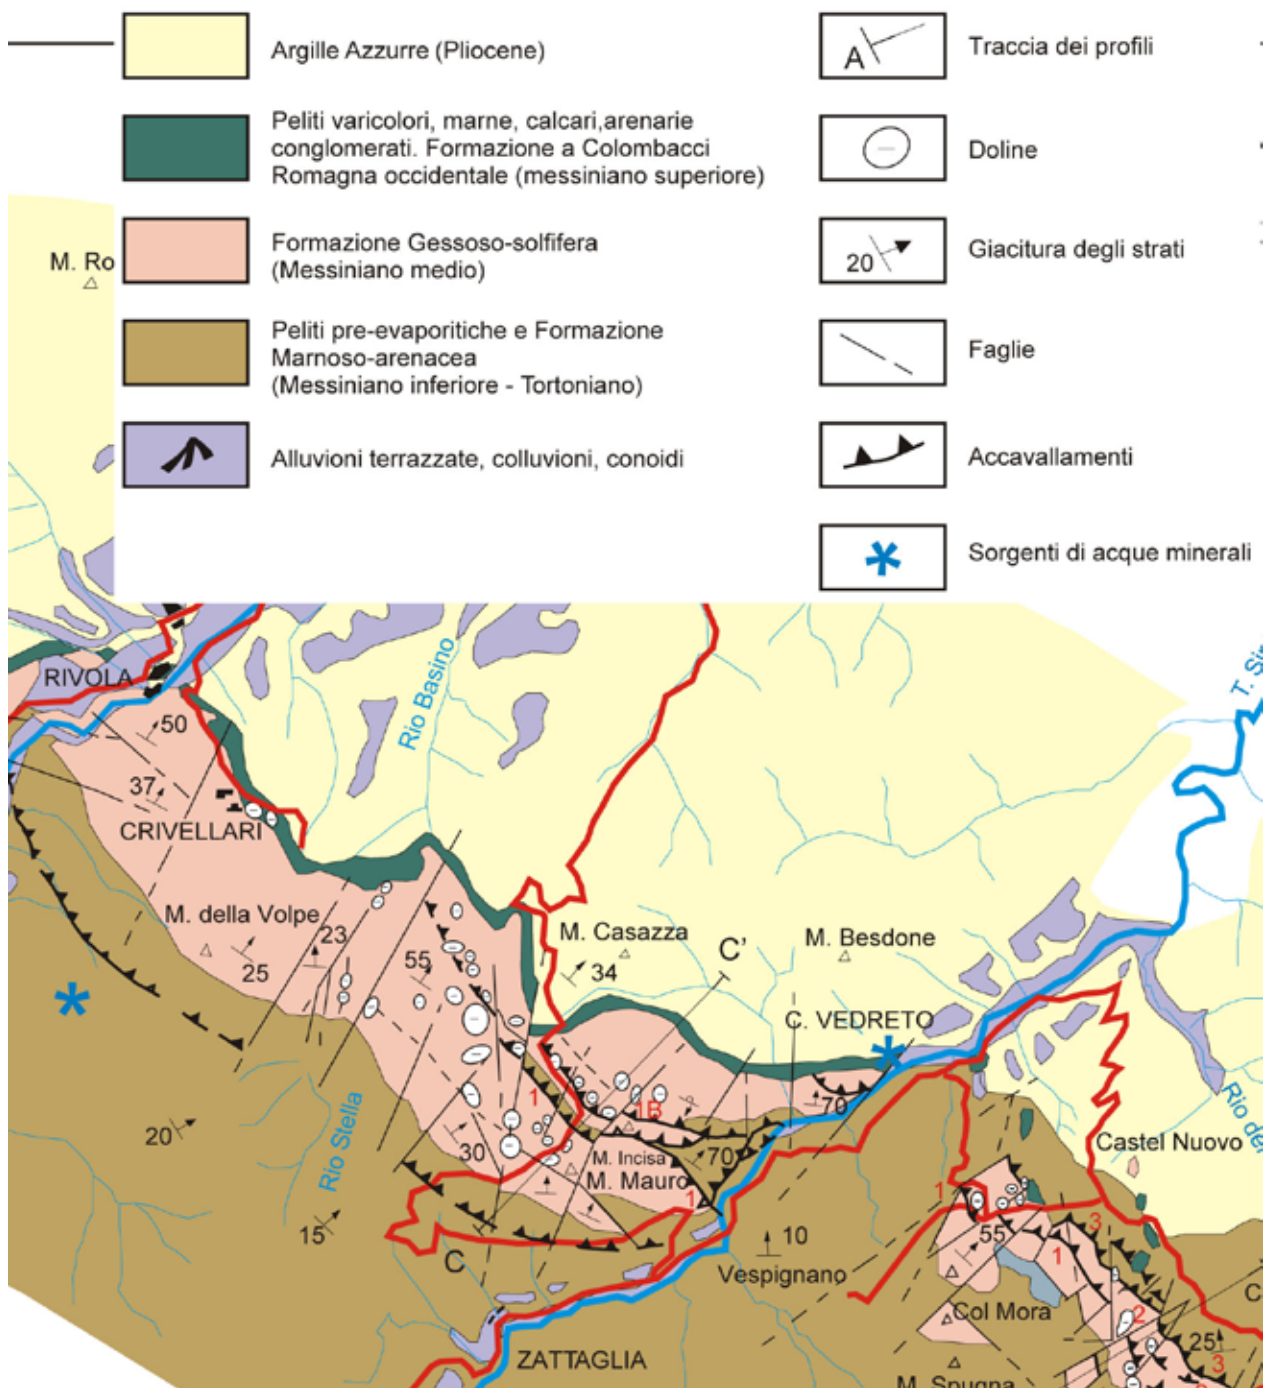 Argille Azzurre (Pliocene)
Peliti varicolori, marne, calcari,arenarie
conglomerati. Formazione a Colombacci
Romagna occidentale (messiniano superiore)
Formazione Gessoso-solfifera
(Messiniano medio)
Peliti pre-evaporitiche e Formazione
Marnoso-arenacea
(Messiniano inferiore - Tortoniano)
Alluvioni terrazzate, colluvioni, conoidi
A
Traccia dei profili
Doline
20
Giacitura degli strati
Faglie
Accavallamenti
Sorgenti di acque minerali
M. Ro
RIVOLA
Rio Basino
T. Sin
50
37
CRIVELLARI
M. della Volpe
23
25
55
M. Casazza
34
C'
M. Besdone
C. VEDRETO
1
1B
70
20
Rio Stella
30
M. Incisa
M. Mauro
70
1
Castel Nuovo
Rio de
15
C
10
Vespignano
1
55
3
1
Col Mora
2
C
25
3
ZATTAGLIA
M. Spugna